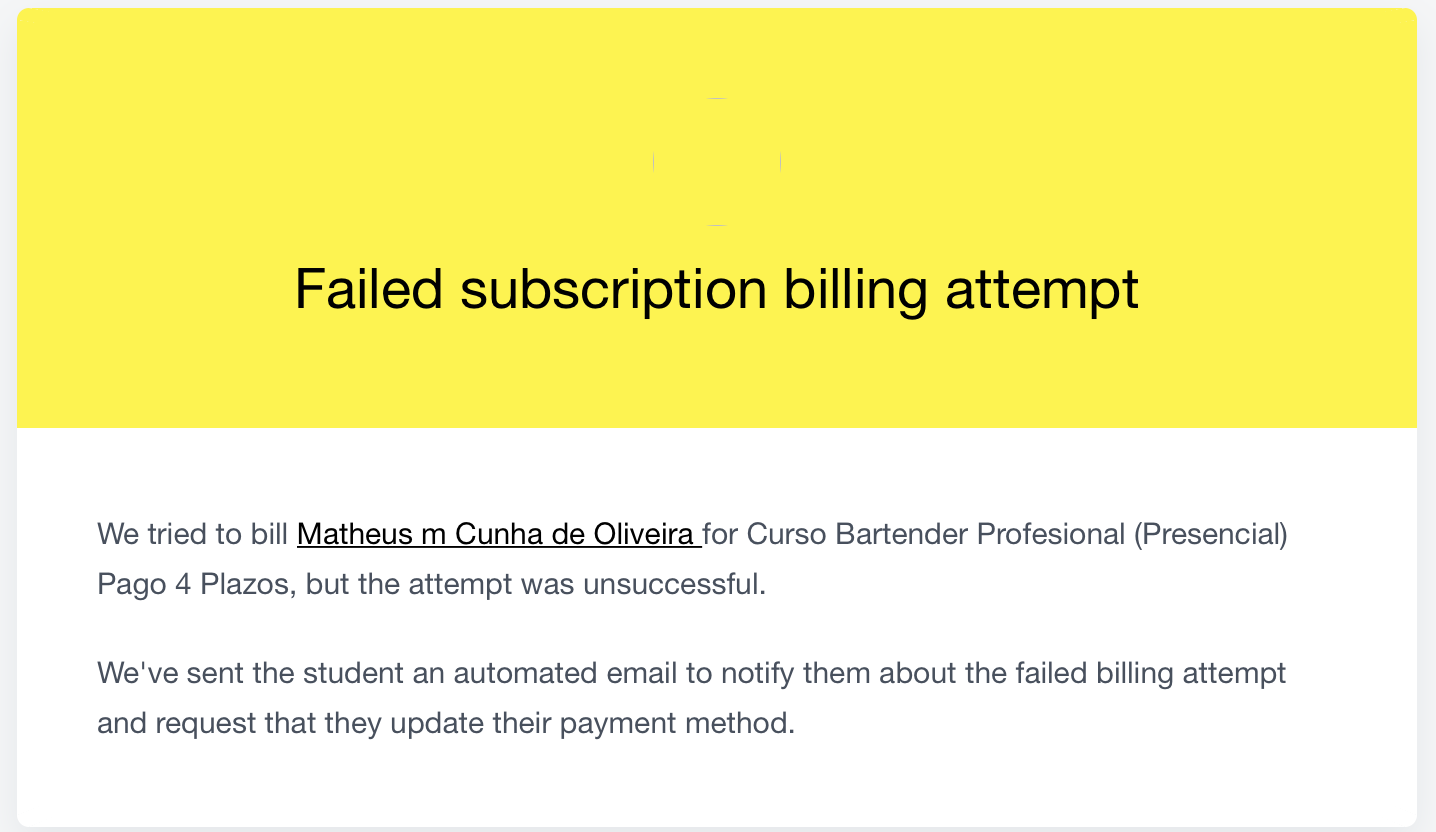 Failed subscription billing attempt
We tried to bill Matheus m Cunha de Oliveira for Curso Bartender Profesional (Presencial)
Pago 4 Plazos, but the attempt was unsuccessful.
We've sent the student an automated email to notify them about the failed billing attempt
and request that they update their payment method.